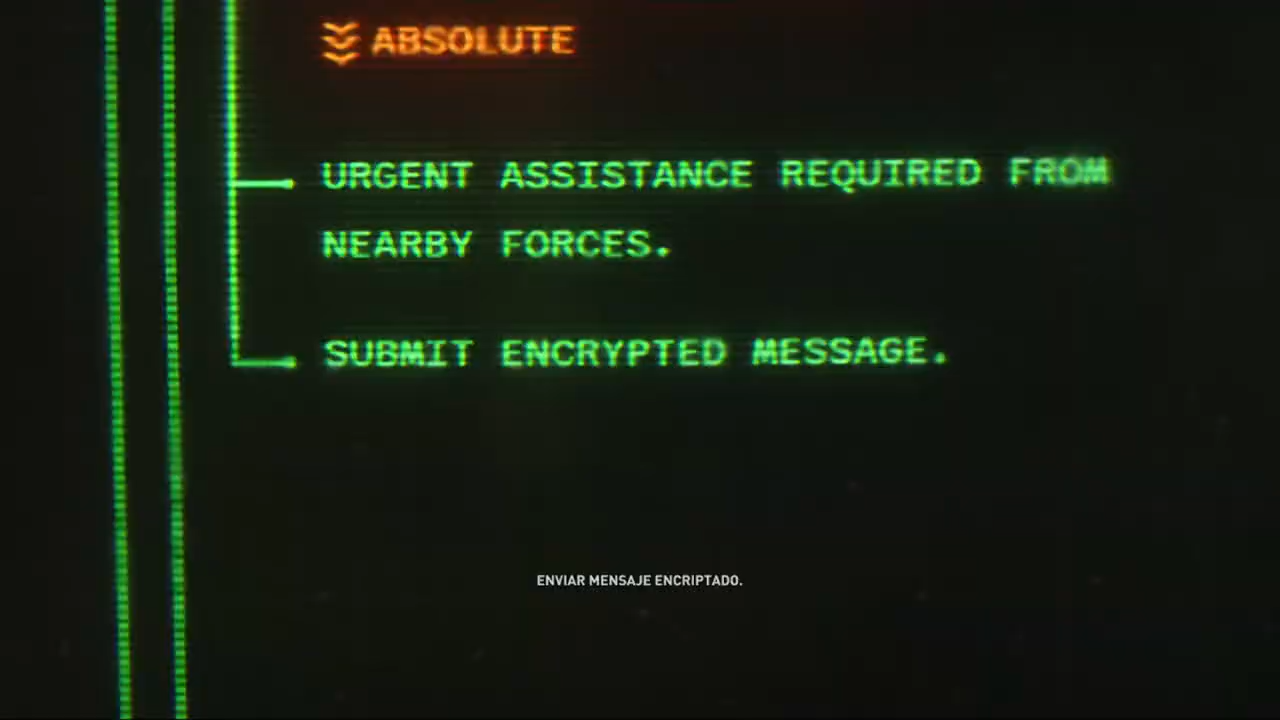 ABSOLUTE
URGENT ASSISTANCE REQUIRED FROM
NEARBY FORCES.
SUBMIT ENCRYPTED MESSAGE.
ENVIAR MENSAJE ENCRIPTADO.